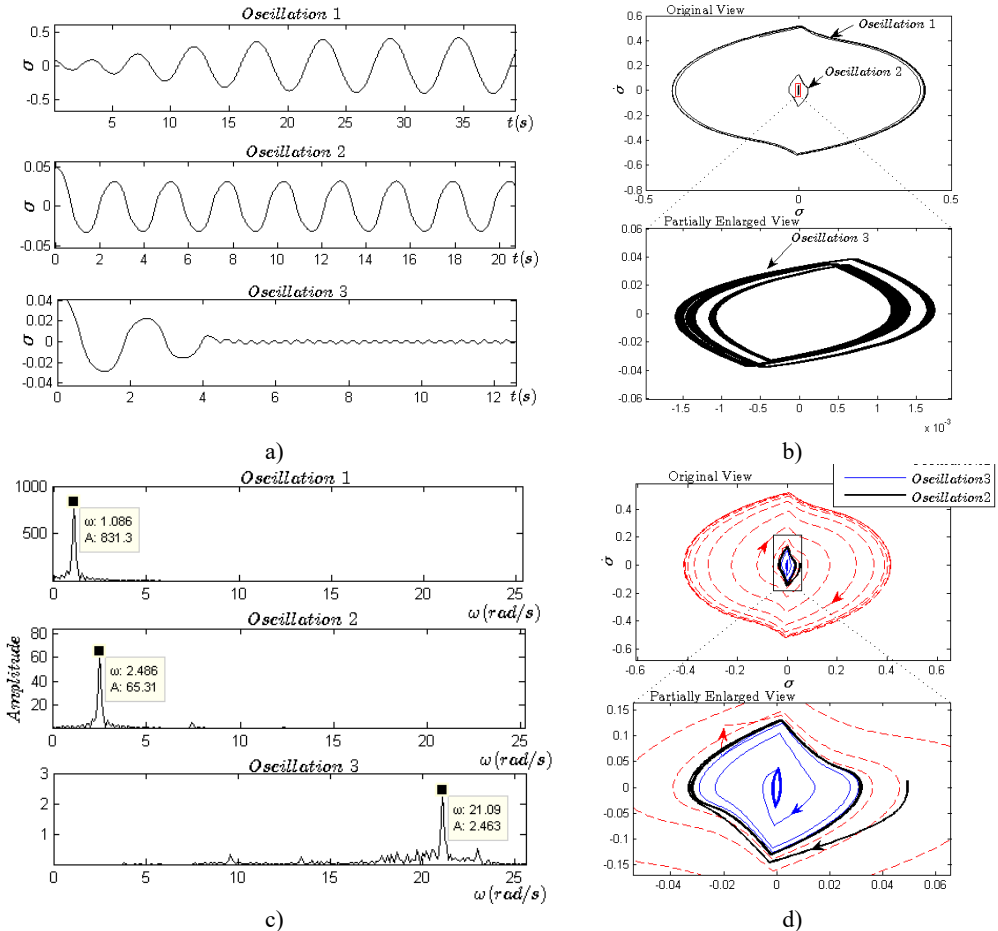 Oscillation 1
0.5
0
-0.5
σ
5 10 15 20 25 30 35 t(s)
Oscillation 2
0.05
0
-0.05
σ
0 2 4 6 8 10 12 14 16 18 20 t(s)
Oscillation 3
0.04
0.02
0
-0.02
-0.04
σ
0 2 4 6 8 10 12 t(s)
a)
Original View
0.6
0.4
0.2
0
-0.2
-0.4
-0.6
-0.8
σ̇
Oscillation 1
Oscillation 2
-0.5 0 0.5
σ
Partially Enlarged View
Oscillation 3
0.06
0.04
0.02
0
-0.02
-0.04
-0.06
-1.5 -1 -0.5 0 0.5 1 1.5
x 10⁻³
b)
Oscillation 1
1000
500
ω: 1.086
A: 831.3
0 5 10 15 20 25
ω(rad/s)
Oscillation 2
80
60
40
20
Amplitude
ω: 2.486
A: 65.31
0 5 10 15 20 25
ω(rad/s)
Oscillation 3
3
2
1
ω: 21.09
A: 2.463
0 5 10 15 20 25
ω(rad/s)
c)
Original View
Oscillation3
Oscillation2
0.4
0.2
0
-0.2
-0.4
-0.6
σ̇
-0.6 -0.4 -0.2 0 0.2 0.4 0.6
σ
Partially Enlarged View
0.15
0.1
0.05
0
-0.05
-0.1
-0.15
-0.04 -0.02 0 0.02 0.04 0.06
d)